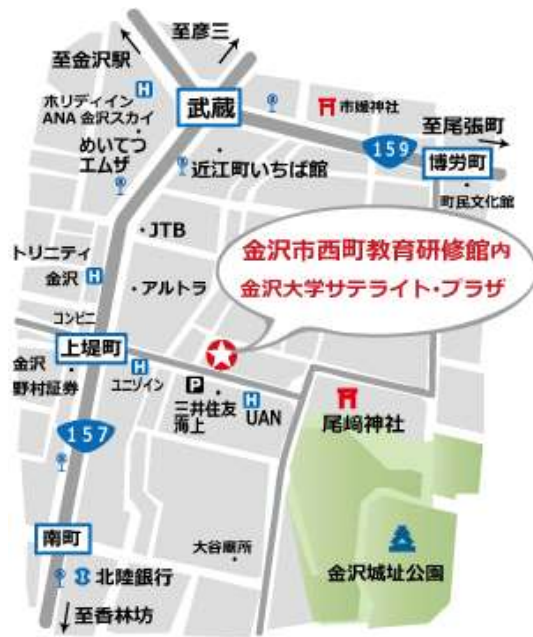 至彦三
至金沢駅
H
ホリデイイン
ANA 金沢スカイ
武蔵
市媛神社
至尾張町
159
博労町
めいてつ
エムザ
近江町いちば館
町民文化館
・JTB
金沢市西町教育研修館内
金沢大学サテライト・プラザ
トリニティ
金沢 H
・アルトラ
コンビニ
上堤町
金沢
野村証券
H
ユニゾイン
P
三井住友
海上
H
UAN
尾﨑神社
157
南町
大谷廟所
金沢城址公園
北陸銀行
至香林坊